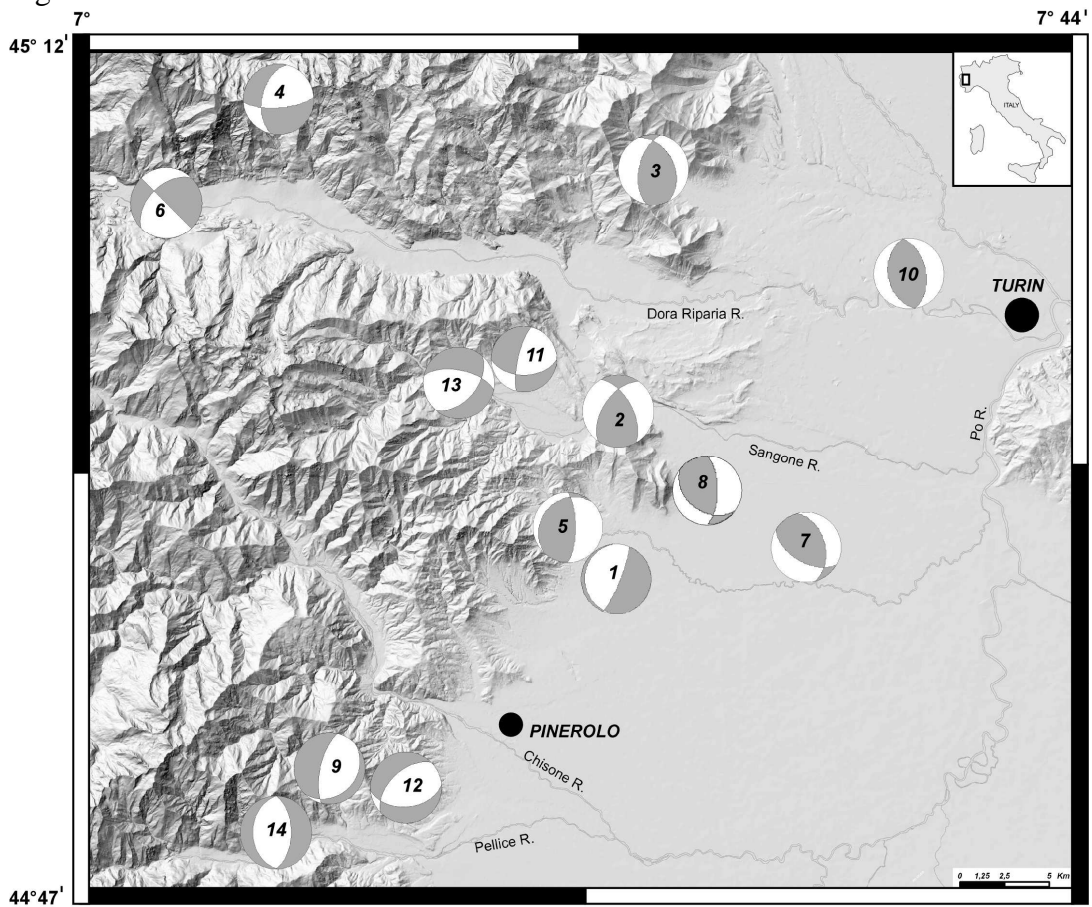 7°
7° 44'
45° 12'
ITALY
4
3
6
10
TURIN
Dora Riparia R.
11
13
2
Po R.
Sangone R.
8
5
7
1
PINEROLO
9
Chisone R.
12
14
Pellice R.
0 1,25 2,5 5 Km
44°47'